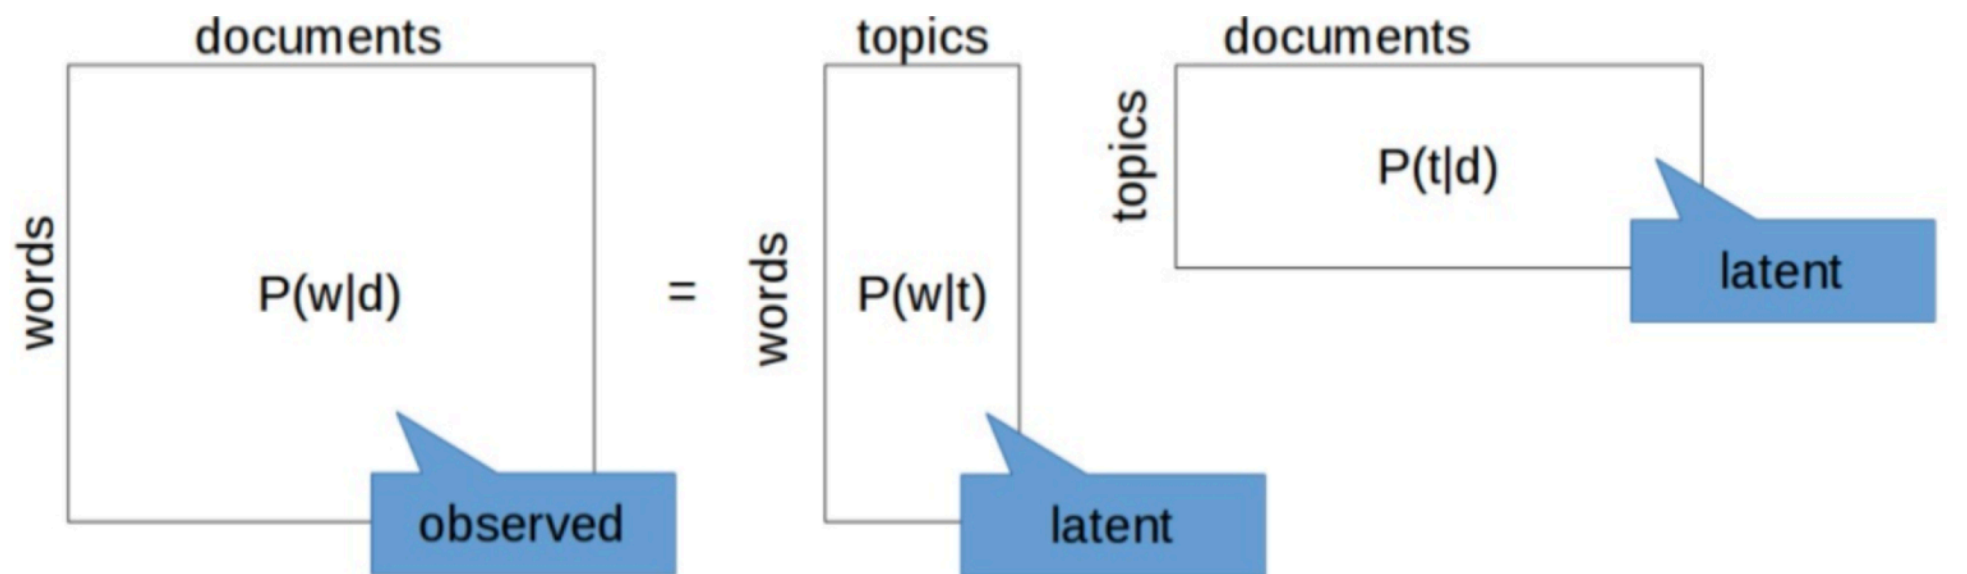 documents
words
P(w|d)
observed
=
topics
words
P(w|t)
latent
documents
topics
P(t|d)
latent